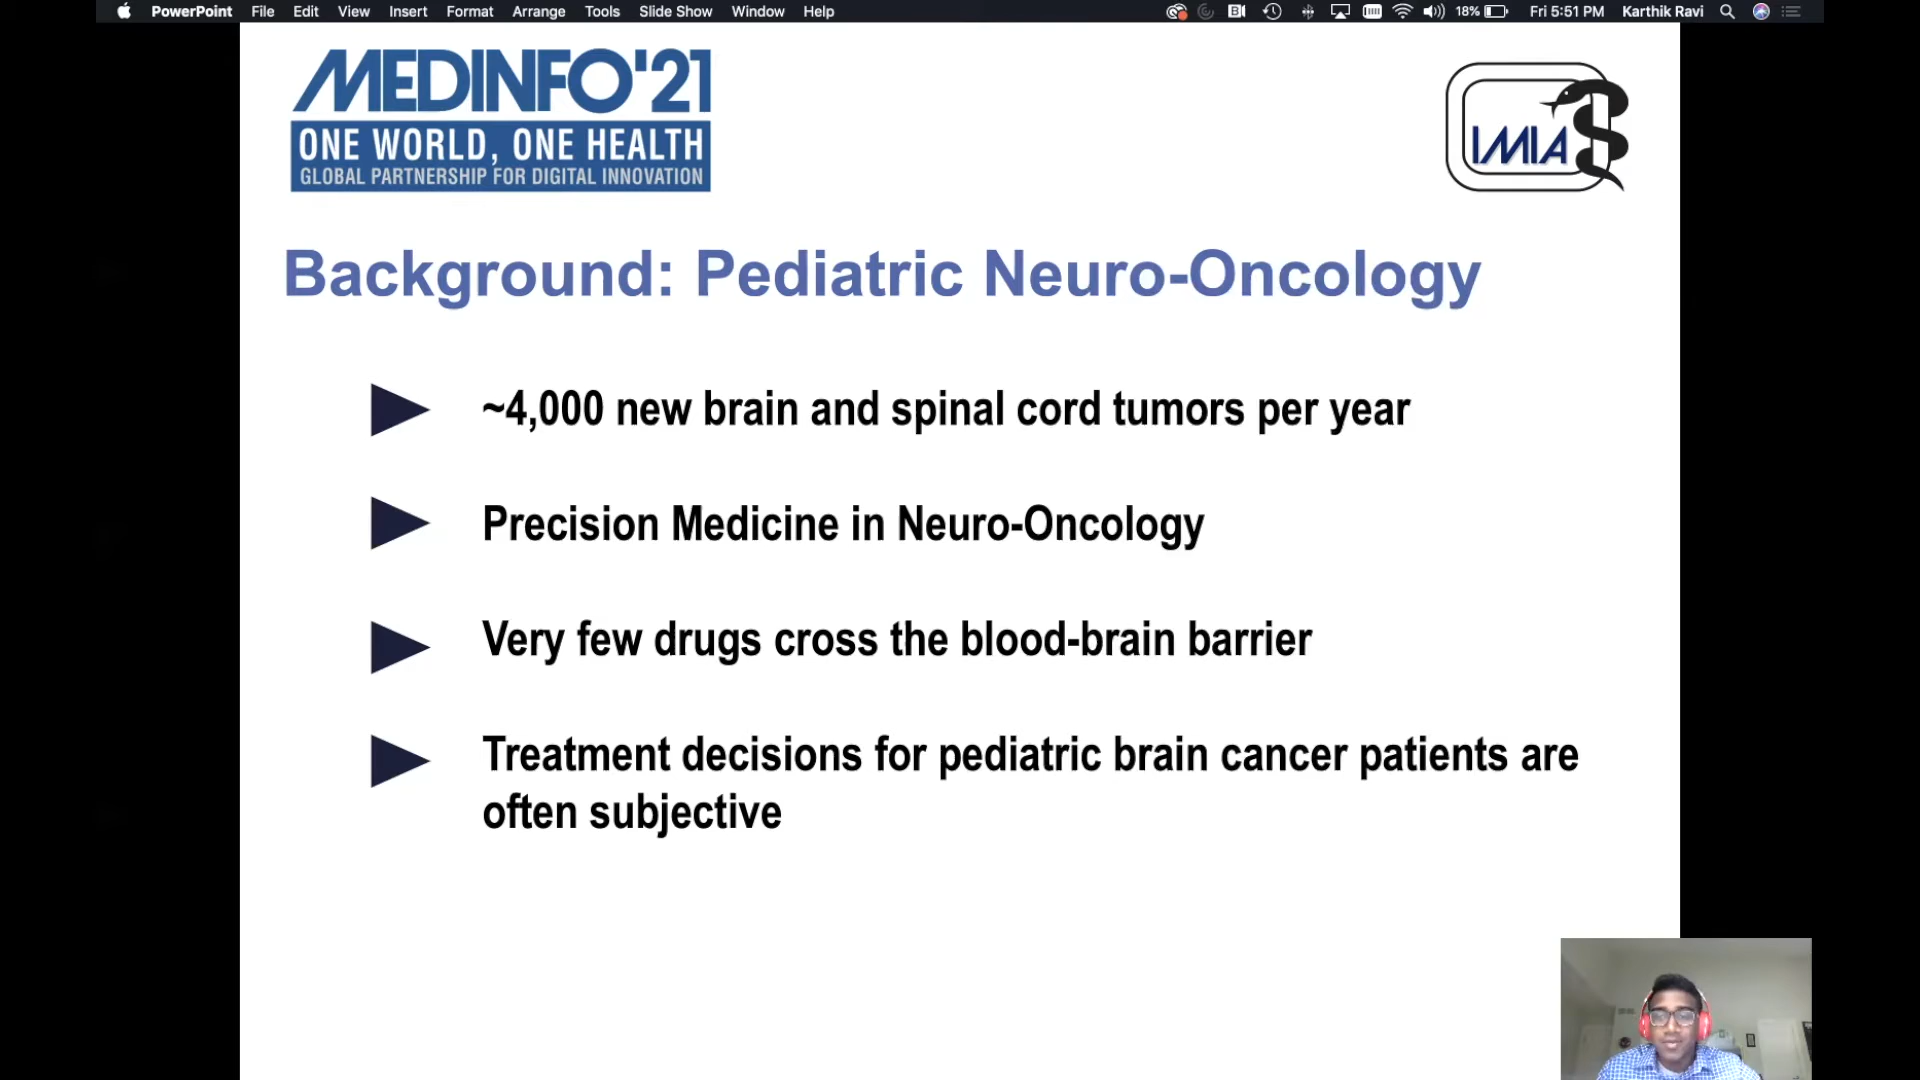 PowerPoint File Edit View Insert Format Arrange Tools Slide Show Window Help 18% Fri 5:51 PM Karthik Ravi
MEDINFO'21
ONE WORLD, ONE HEALTH
GLOBAL PARTNERSHIP FOR DIGITAL INNOVATION
IMIA
Background: Pediatric Neuro-Oncology
~4,000 new brain and spinal cord tumors per year
Precision Medicine in Neuro-Oncology
Very few drugs cross the blood-brain barrier
Treatment decisions for pediatric brain cancer patients are
often subjective